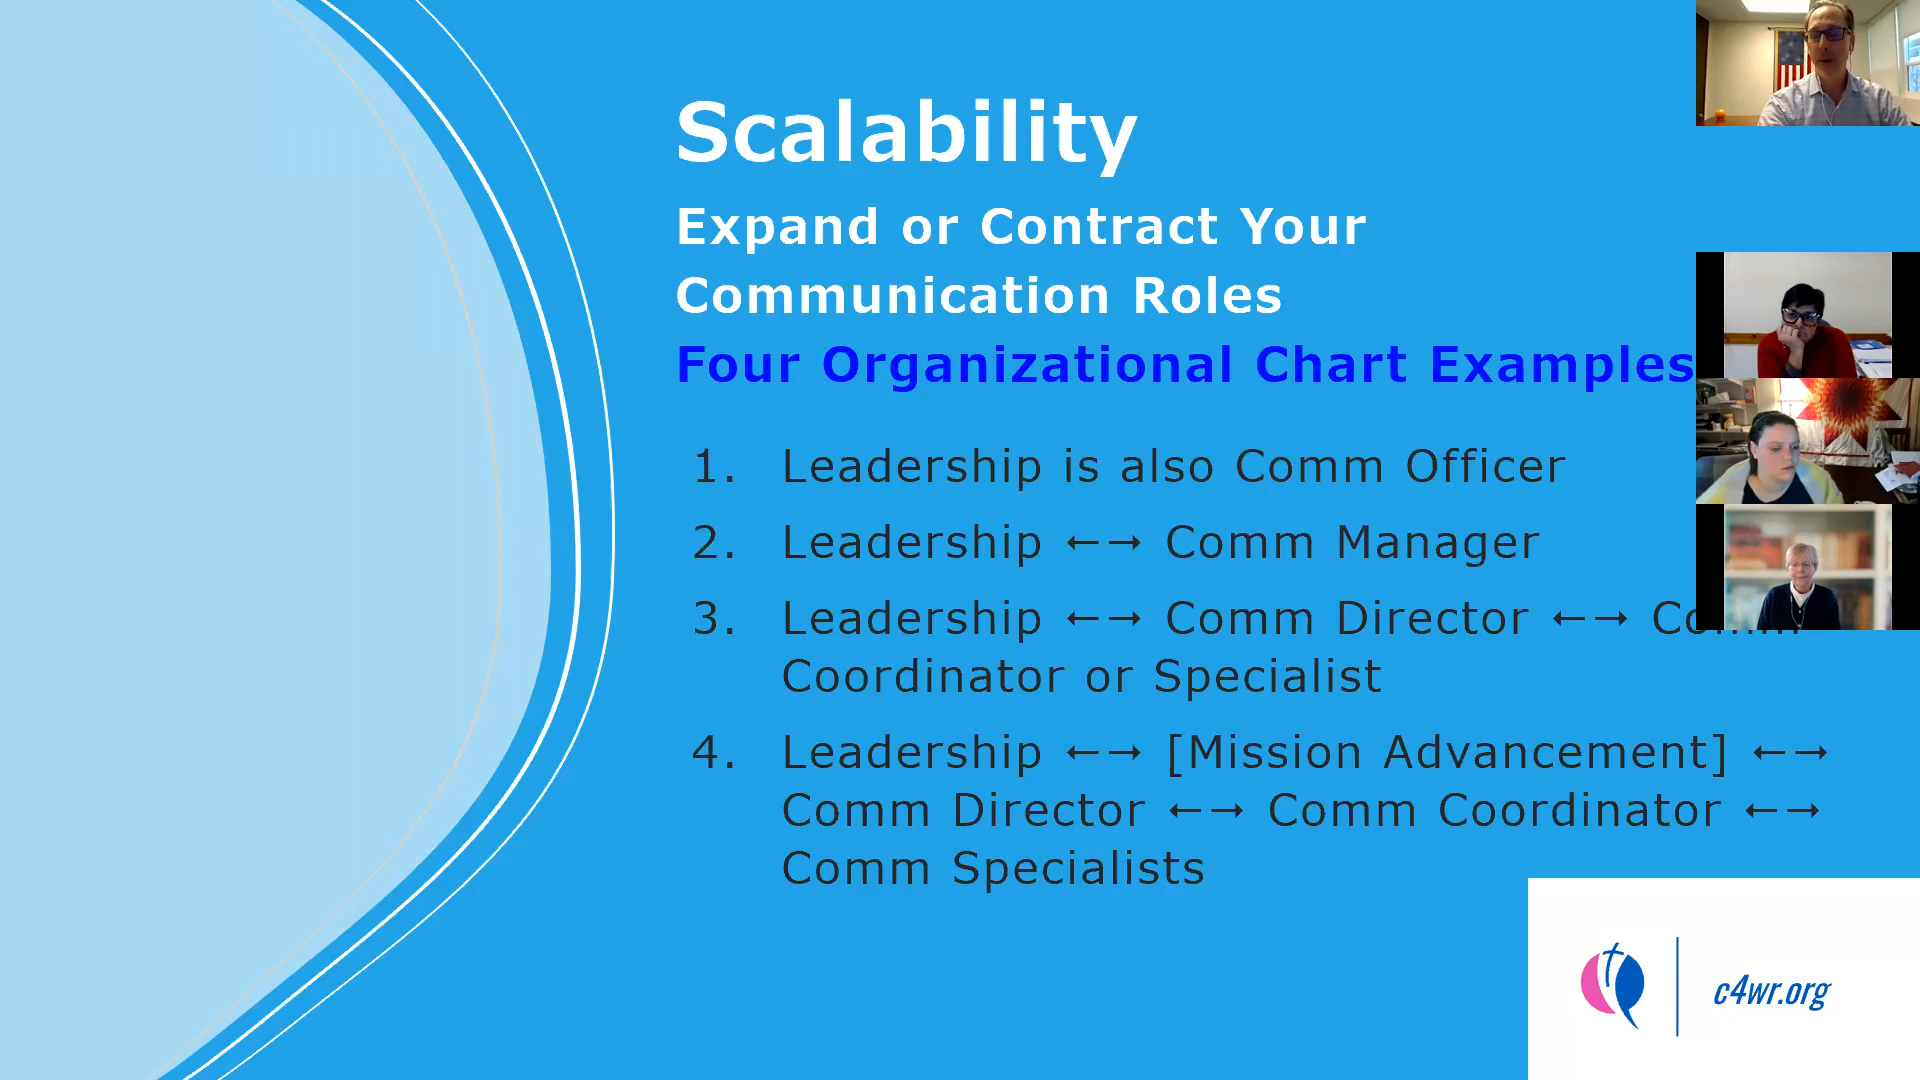 Scalability
Expand or Contract Your
Communication Roles
Four Organizational Chart Examples
1. Leadership is also Comm Officer
2. Leadership ←→ Comm Manager
3. Leadership ←→ Comm Director ←→ Comm
Coordinator or Specialist
4. Leadership ←→ [Mission Advancement] ←→
Comm Director ←→ Comm Coordinator ←→
Comm Specialists
c4wr.org